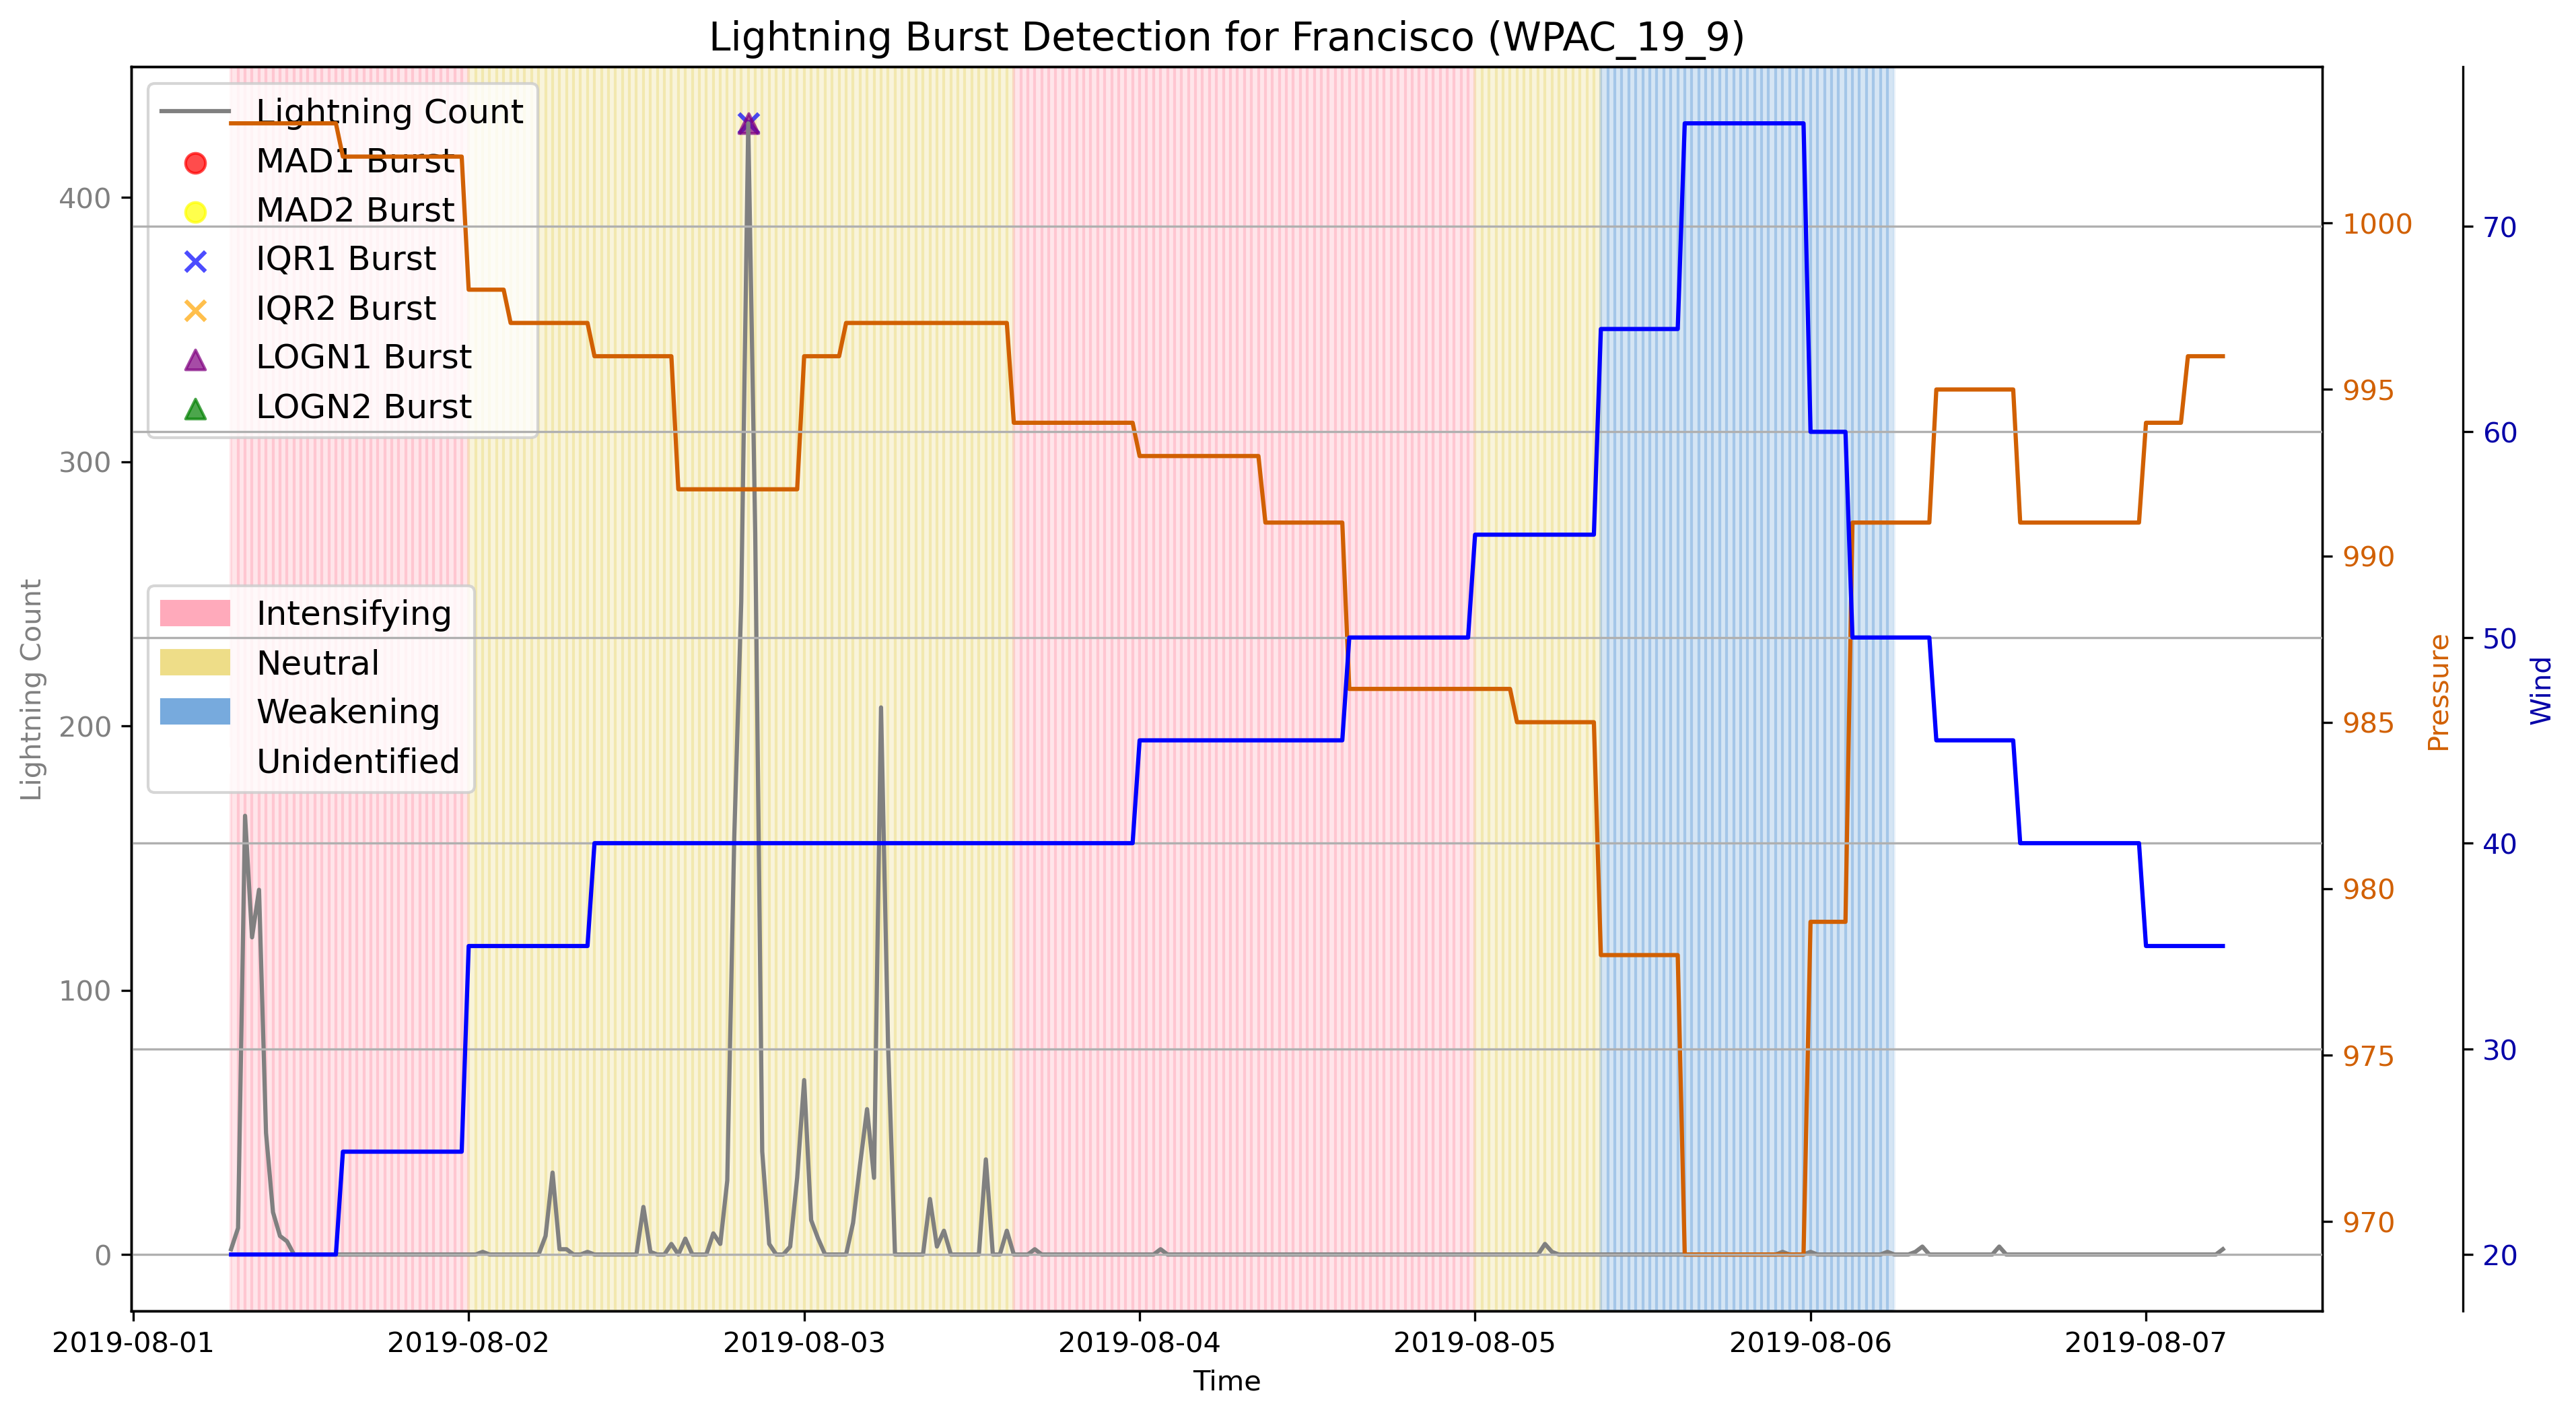 Lightning Burst Detection for Francisco (WPAC_19_9)
Lightning Count
MAD1 Burst
MAD2 Burst
IQR1 Burst
IQR2 Burst
LOGN1 Burst
LOGN2 Burst
Intensifying
Neutral
Weakening
Unidentified
Lightning Count
400
300
200
100
0
1000
995
990
985
980
975
970
Pressure
70
60
50
40
30
20
Wind
2019-08-01 2019-08-02 2019-08-03 2019-08-04 2019-08-05 2019-08-06 2019-08-07
Time